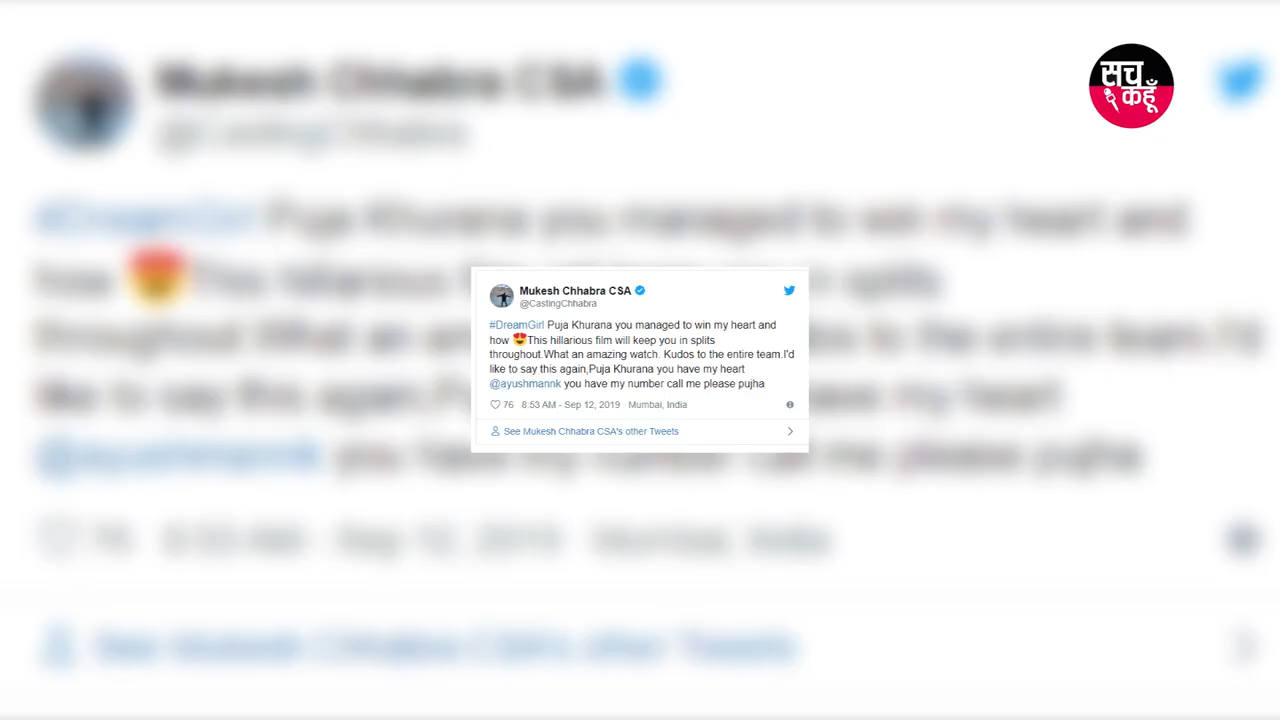 सच
कहूँ
Mukesh Chhabra CSA
@CastingChhabra
#DreamGirl Puja Khurana you managed to win my heart and
how 😍This hillarious film will keep you in splits
throughout.What an amazing watch. Kudos to the entire team.I'd
like to say this again,Puja Khurana you have my heart
@ayushmannk you have my number call me please pujha
76 8:53 AM - Sep 12, 2019 · Mumbai, India
See Mukesh Chhabra CSA's other Tweets